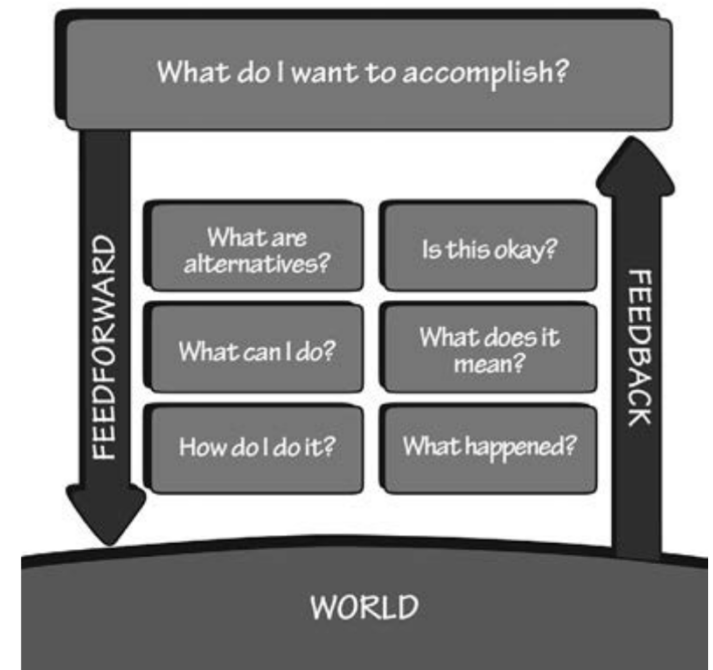 What do I want to accomplish?
FEEDFORWARD
What are
alternatives?
What can I do?
How do I do it?
Is this okay?
What does it
mean?
What happened?
FEEDBACK
WORLD